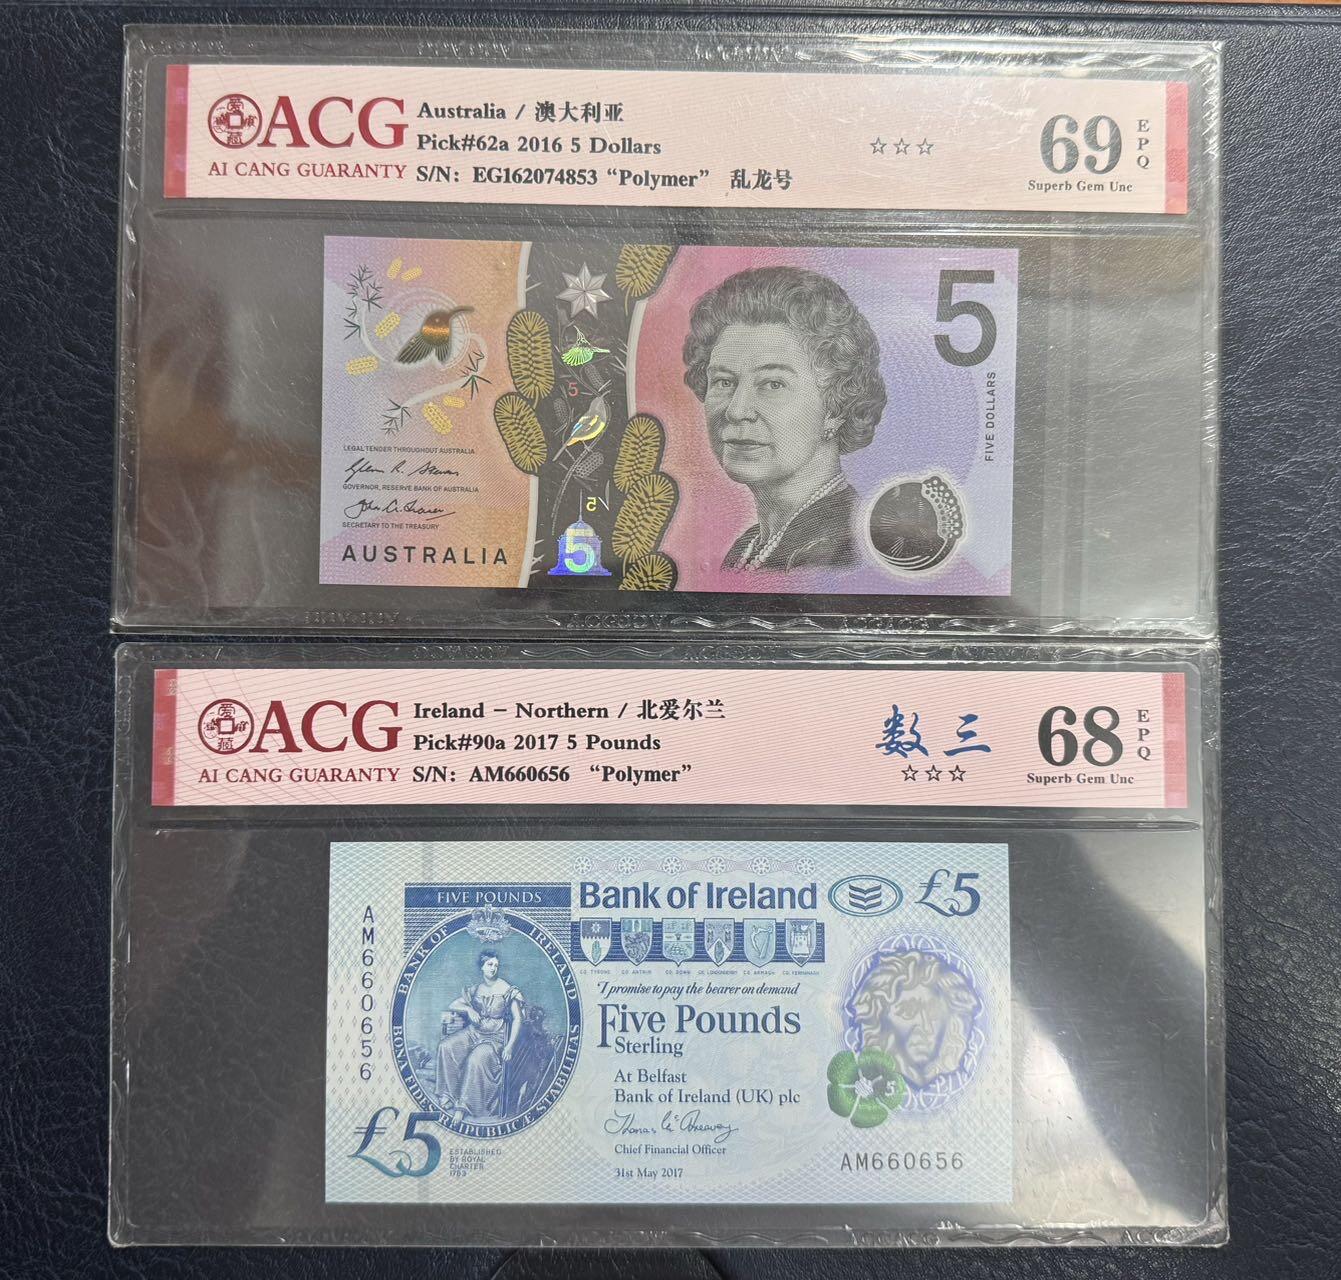 ACG
AI CANG GUARANTY
Australia / 澳大利亚
Pick#62a 2016 5 Dollars
S/N: EG162074853 “Polymer” 乱龙号
☆☆☆
69
EPQ
Superb Gem Unc
5
FIVE DOLLARS
5
5
5
LEGAL TENDER THROUGHOUT AUSTRALIA
GOVERNOR, RESERVE BANK OF AUSTRALIA
SECRETARY TO THE TREASURY
AUSTRALIA
ACG
AI CANG GUARANTY
Ireland - Northern / 北爱尔兰
Pick#90a 2017 5 Pounds
S/N: AM660656 “Polymer”
数三
☆☆☆
68
EPQ
Superb Gem Unc
AM660656
FIVE POUNDS
BANK OF IRELAND
BONA FIDES REIPUBLICÆ STABILITAS
£5
ESTABLISHED
BY ROYAL
CHARTER
1783
Bank of Ireland
£5
CO. TYRONE CO. ANTRIM CO. DOWN CO. LONDONDERRY CO. ARMAGH CO. FERMANAGH
I promise to pay the bearer on demand
Five Pounds
Sterling
At Belfast
Bank of Ireland (UK) plc
Chief Financial Officer
31st May 2017
5
AM660656